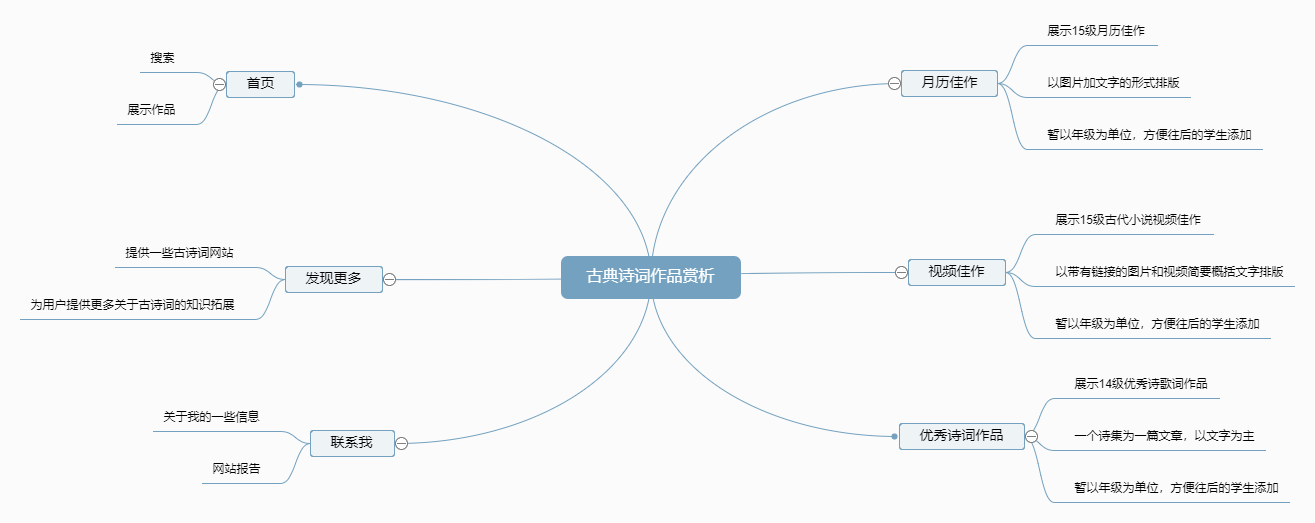 古典诗词作品赏析
首页
搜索
展示作品
发现更多
提供一些古诗词网站
为用户提供更多关于古诗词的知识拓展
联系我
关于我的一些信息
网站报告
月历佳作
展示15级月历佳作
以图片加文字的形式排版
暂以年级为单位，方便往后的学生添加
视频佳作
展示15级古代小说视频佳作
以带有链接的图片和视频简要概括文字排版
暂以年级为单位，方便往后的学生添加
优秀诗词作品
展示14级优秀诗歌词作品
一个诗集为一篇文章，以文字为主
暂以年级为单位，方便往后的学生添加